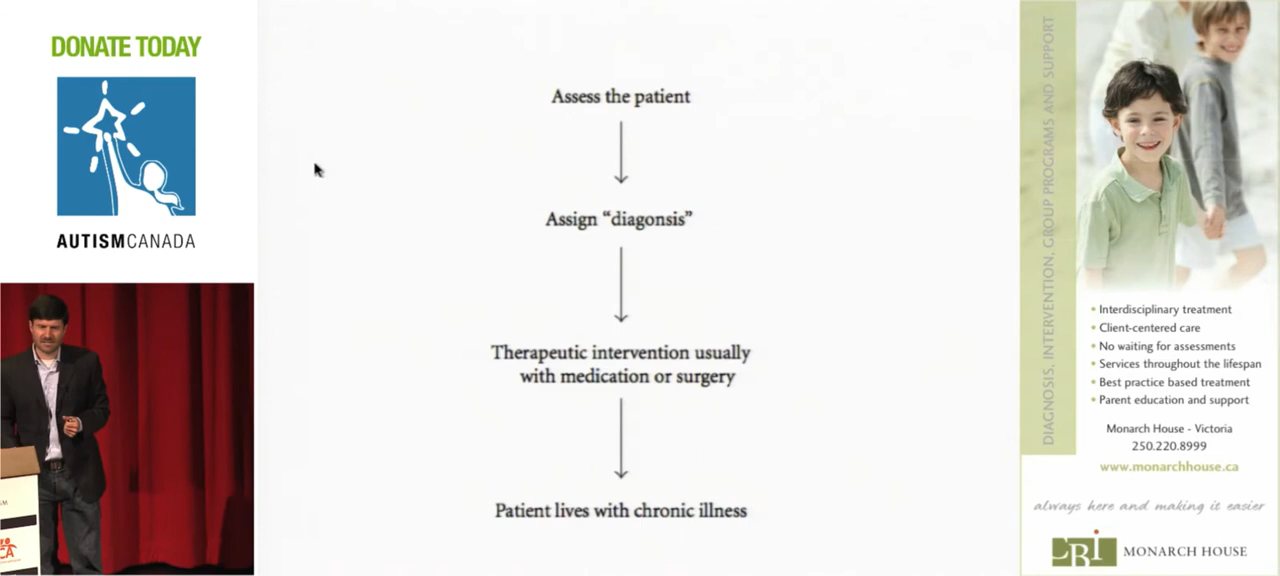 DONATE TODAY
AUTISMCANADA
Assess the patient
Assign “diagonsis”
Therapeutic intervention usually
with medication or surgery
Patient lives with chronic illness
DIAGNOSIS, INTERVENTION, GROUP PROGRAMS AND SUPPORT
• Interdisciplinary treatment
• Client-centered care
• No waiting for assessments
• Services throughout the lifespan
• Best practice based treatment
• Parent education and support
Monarch House - Victoria
250.220.8999
www.monarchhouse.ca
always here and making it easier
CBI MONARCH HOUSE